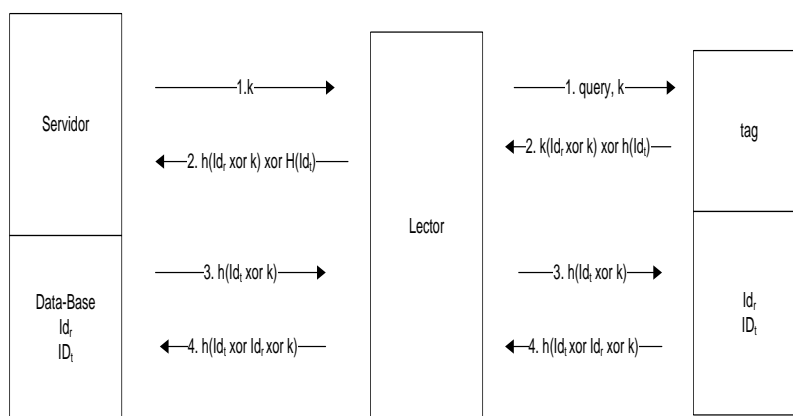 1.k
1. query, k
Servidor
tag
2. h(Idᵣ xor k) xor H(Idₜ)
2. k(Idᵣ xor k) xor h(Idₜ)
Lector
3. h(Idₜ xor k)
3. h(Idₜ xor k)
Data-Base
Idᵣ
IDₜ
Idᵣ
IDₜ
4. h(Idₜ xor Idᵣ xor k)
4. h(Idₜ xor Idᵣ xor k)